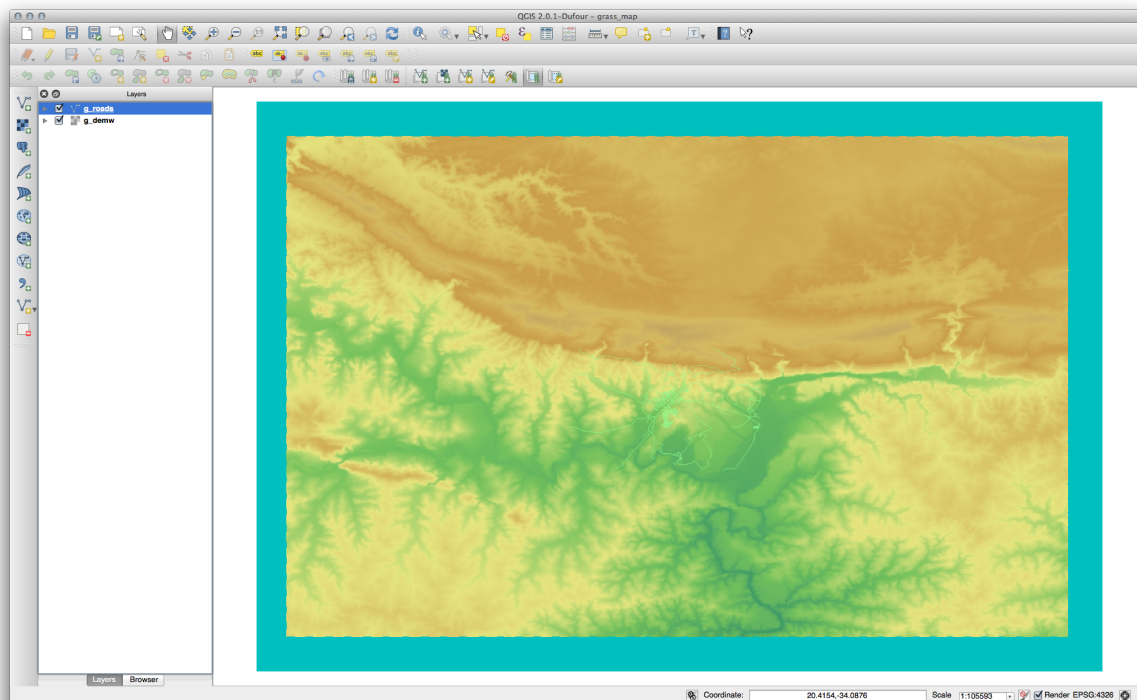 QGIS 2.0.1-Dufour - grass_map
Layers
g_roads
g_demw
Layers Browser
Coordinate: 20.4154,-34.0876 Scale 1:105593 Render EPSG:4326